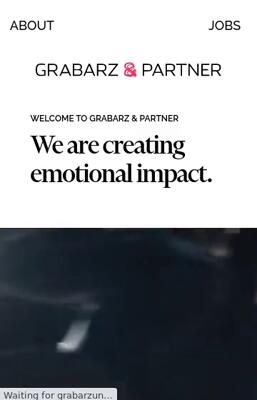 ABOUT
JOBS
GRABARZ & PARTNER
WELCOME TO GRABARZ & PARTNER
We are creating
emotional impact.
Waiting for grabarzun...